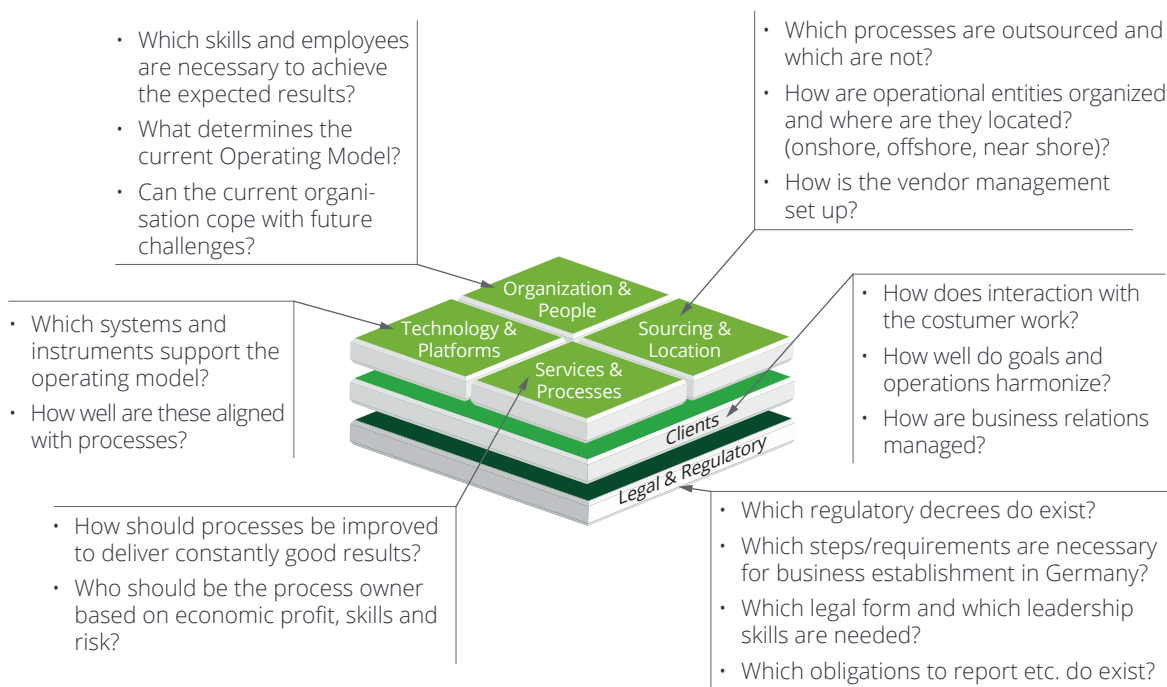 • Which skills and employees
are necessary to achieve
the expected results?
• What determines the
current Operating Model?
• Can the current organi-
sation cope with future
challenges?
• Which processes are outsourced and
which are not?
• How are operational entities organized
and where are they located?
(onshore, offshore, near shore)?
• How is the vendor management
set up?
Organization &
People
Technology &
Platforms
Sourcing &
Location
Services &
Processes
Clients
Legal & Regulatory
• Which systems and
instruments support the
operating model?
• How well are these aligned
with processes?
• How does interaction with
the costumer work?
• How well do goals and
operations harmonize?
• How are business relations
managed?
• How should processes be improved
to deliver constantly good results?
• Who should be the process owner
based on economic profit, skills and
risk?
• Which regulatory decrees do exist?
• Which steps/requirements are necessary
for business establishment in Germany?
• Which legal form and which leadership
skills are needed?
• Which obligations to report etc. do exist?